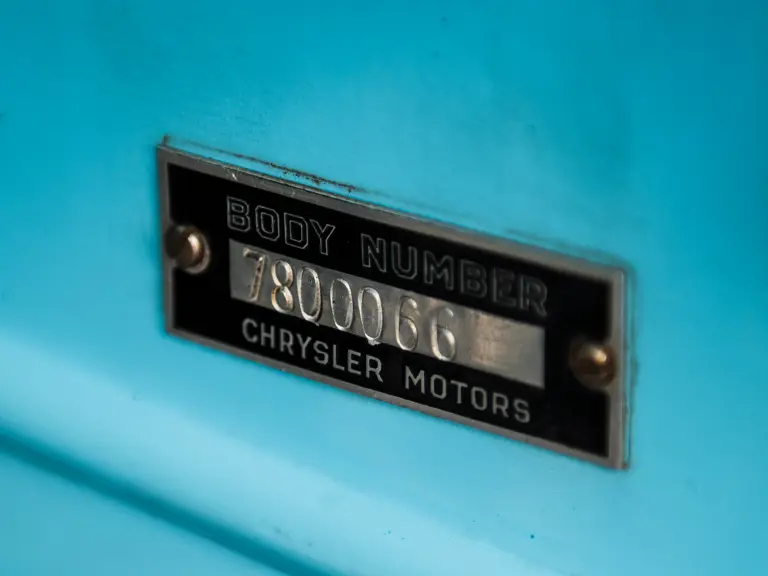 BODY NUMBER
7800066
CHRYSLER MOTORS